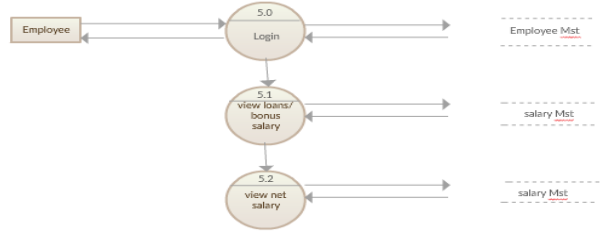 5.0
Employee
Login
Employee Mst
5.1
view loans/
bonus
salary
salary Mst
5.2
view net
salary
salary Mst